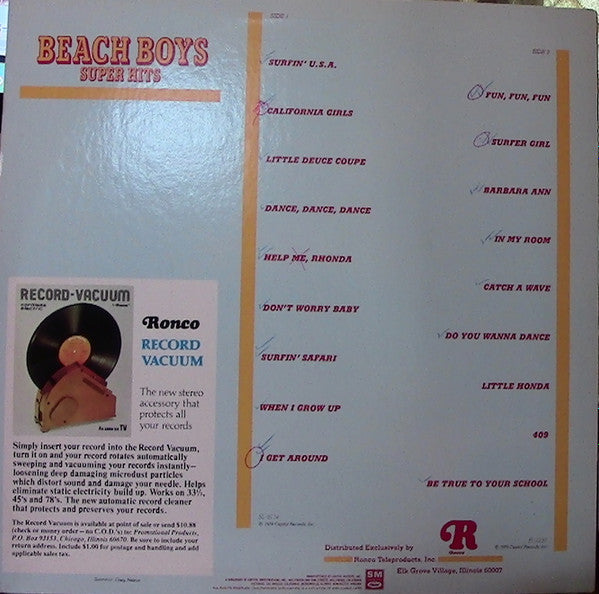 BEACH BOYS
SUPER HITS
SIDE 1
SURFIN' U.S.A.
CALIFORNIA GIRLS
LITTLE DEUCE COUPE
DANCE, DANCE, DANCE
HELP ME, RHONDA
DON'T WORRY BABY
SURFIN' SAFARI
WHEN I GROW UP
I GET AROUND
SIDE 2
FUN, FUN, FUN
SURFER GIRL
BARBARA ANN
IN MY ROOM
CATCH A WAVE
DO YOU WANNA DANCE
LITTLE HONDA
409
BE TRUE TO YOUR SCHOOL
RECORD-VACUUM
As seen on TV
Ronco
RECORD
VACUUM
The new stereo
accessory that
protects all
your records
Simply insert your record into the Record Vacuum,
turn it on and your record rotates automatically
sweeping and vacuuming your records instantly—
loosening deep damaging microdust particles
which distort sound and damage your needle. Helps
eliminate static electricity build up. Works on 33⅓,
45's and 78's. The new automatic record cleaner
that protects and preserves your records.
The Record Vacuum is available at point of sale or send $10.88
(check or money order—no C.O.D.'s) to: Promotional Products,
P.O. Box 93153, Chicago, Illinois 60670. Be sure to include your
return address. Include $1.00 for postage and handling and add
applicable sales tax.
Capitol Records, Inc.
Capitol Records, Inc.
R
Ronco
Distributed Exclusively by
Ronco Teleproducts, Inc.
Elk Grove Village, Illinois 60007
SM